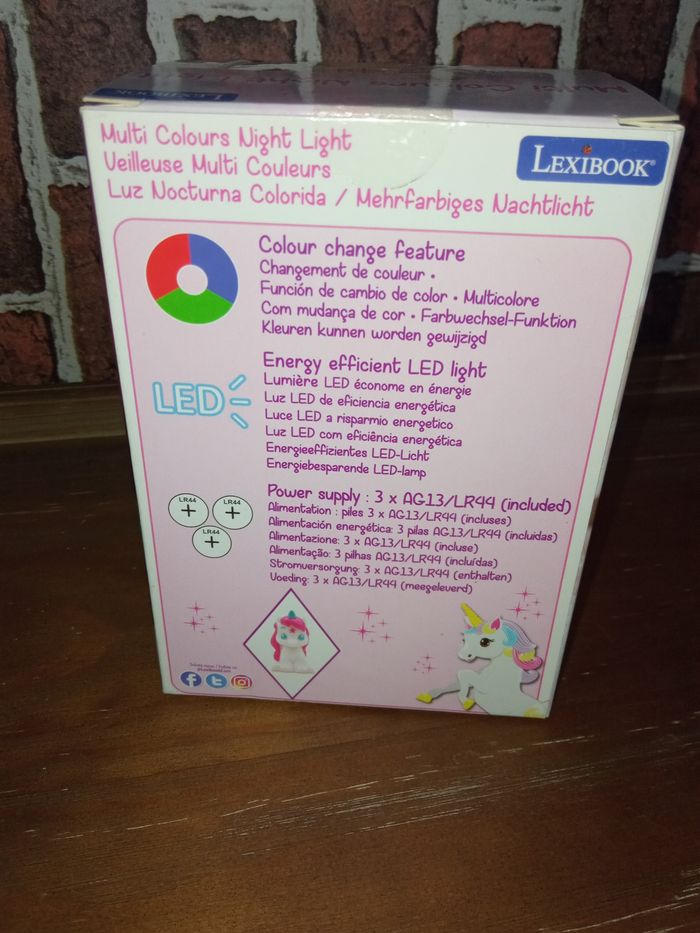 LEXIBOOK
Multi Colours Night Light
Veilleuse Multi Couleurs
Luz Nocturna Colorida / Mehrfarbiges Nachtlicht
LEXIBOOK®
Colour change feature
Changement de couleur •
Función de cambio de color • Multicolore
Com mudança de cor • Farbwechsel-Funktion
Kleuren kunnen worden gewijzigd
LED
Energy efficient LED light
Lumière LED économe en énergie
Luz LED de eficiencia energética
Luce LED a risparmio energetico
Luz LED com eficiência energética
Energieeffizientes LED-Licht
Energiebesparende LED-lamp
LR44
LR44
LR44
Power supply : 3 x AG13/LR44 (included)
Alimentation : piles 3 x AG13/LR44 (incluses)
Alimentación energética: 3 pilas AG13/LR44 (incluidas)
Alimentazione: 3 x AG13/LR44 (incluse)
Alimentação: 3 pilhas AG13/LR44 (incluídas)
Stromversorgung: 3 x AG13/LR44 (enthalten)
Voeding: 3 x AG13/LR44 (meegeleverd)